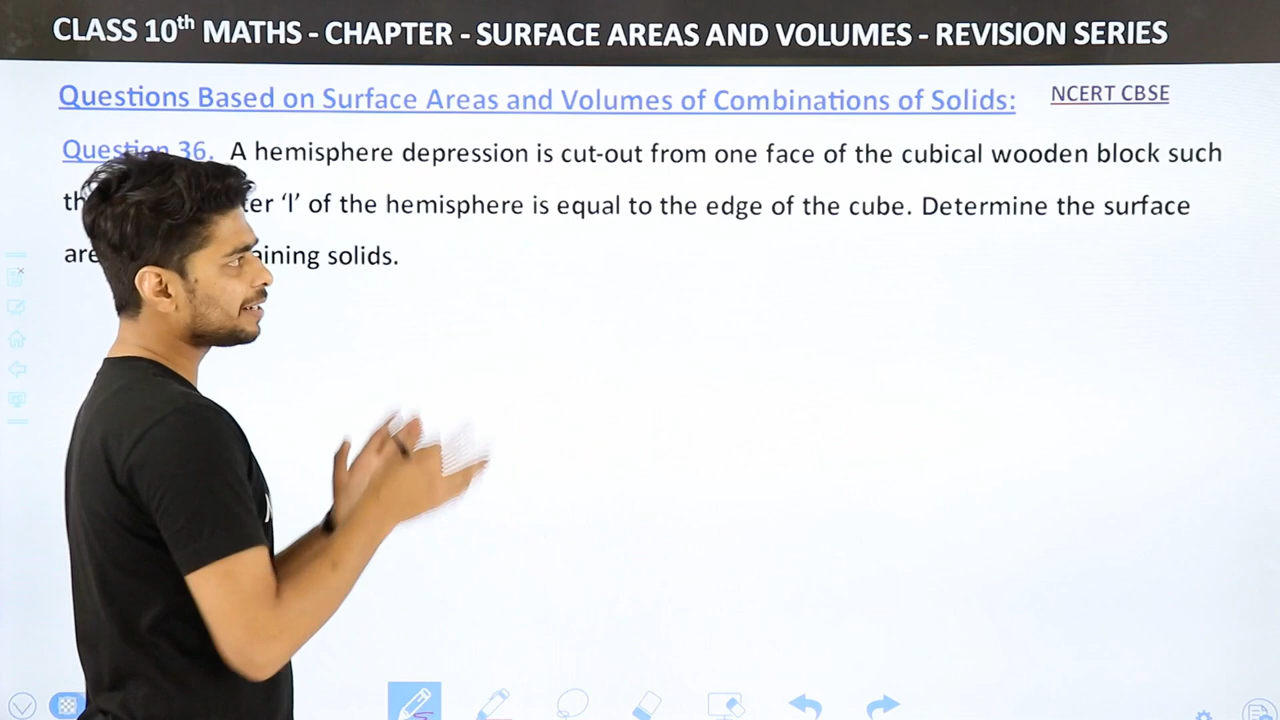 CLASS 10th MATHS - CHAPTER - SURFACE AREAS AND VOLUMES - REVISION SERIES
Questions Based on Surface Areas and Volumes of Combinations of Solids: NCERT CBSE
Question 36. A hemisphere depression is cut-out from one face of the cubical wooden block such
‘l’ of the hemisphere is equal to the edge of the cube. Determine the surface
solids.